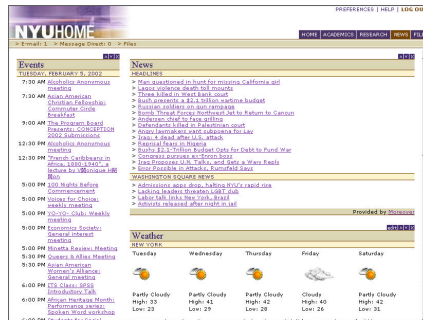 PREFERENCES | HELP | LOG OU
NYUHOME
HOME ACADEMICS RESEARCH NEWS FIL
> E-mail: 1 > Message Direct: 0 > Files
Events
TUESDAY, FEBRUARY 5, 2002
7:30 AM Alcoholics Anonymous
meeting
7:30 AM Asian American
Christian Fellowship:
Commuter Circle
Breakfast
9:00 AM The Program Board
Presents: CONCEPTION
2002 Submissions
12:30 PM Alcoholics Anonymous
meeting
12:30 PM "French Caribbeans in
Africa, 1880-1940", a
lecture by
5:00 PM 100 Nights Before
Commencement
5:00 PM Voices for Choice:
weekly meeting
5:00 PM YO-YO- Club: Weekly
meeting
5:00 PM Economics Society:
General interest
meeting
5:00 PM Minetta Review: Meeting
5:30 PM Queers & Allies Meeting
5:30 PM Asian American
Women's Alliance:
General meeting
6:00 PM ITS Class: SPSS
Introductory Talk
6:00 PM African Heritage Month:
Performance series:
Spoken Word workshop
News
HEADLINES
> Man questioned in hunt for missing California girl
> Lagos violence death toll mounts
> Three killed in West Bank court
> Bush presents a $2.1 trillion wartime budget
> Russian soldiers on gun rampage
> Bomb Threat Forces Northwest Jet to Return to Cancun
> Andersen chief to face grilling
> Defendants killed in Palestinian court
> Angry lawmakers want subpoena for Lay
> Iraq: 4 dead after U.S. attack
> Reprisal fears in Nigeria
> Bushs $2.1-Trillion Budget Opts for Debt to Fund War
> Congress pursues ex-Enron boss
> Iraq Proposes U.N. Talks, and Gets a Wary Reply
> Error Possible in Attacks, Rumsfeld Says
WASHINGTON SQUARE NEWS
> Admissions apps drop, halting NYU's rapid rise
> Lacking leaders threaten LGBT club
> Labor talk links New York, Brazil
> Activists released after night in jail
Provided by Moreover
edit
Weather
NEW YORK
Tuesday Wednesday Thursday Friday Saturday
Partly Cloudy Partly Cloudy Partly Cloudy Cloudy Partly Cloudy
High: 33 High: 41 High: 42 High: 40 High: 42
Low: 23 Low: 29 Low: 28 Low: 26 Low: 31